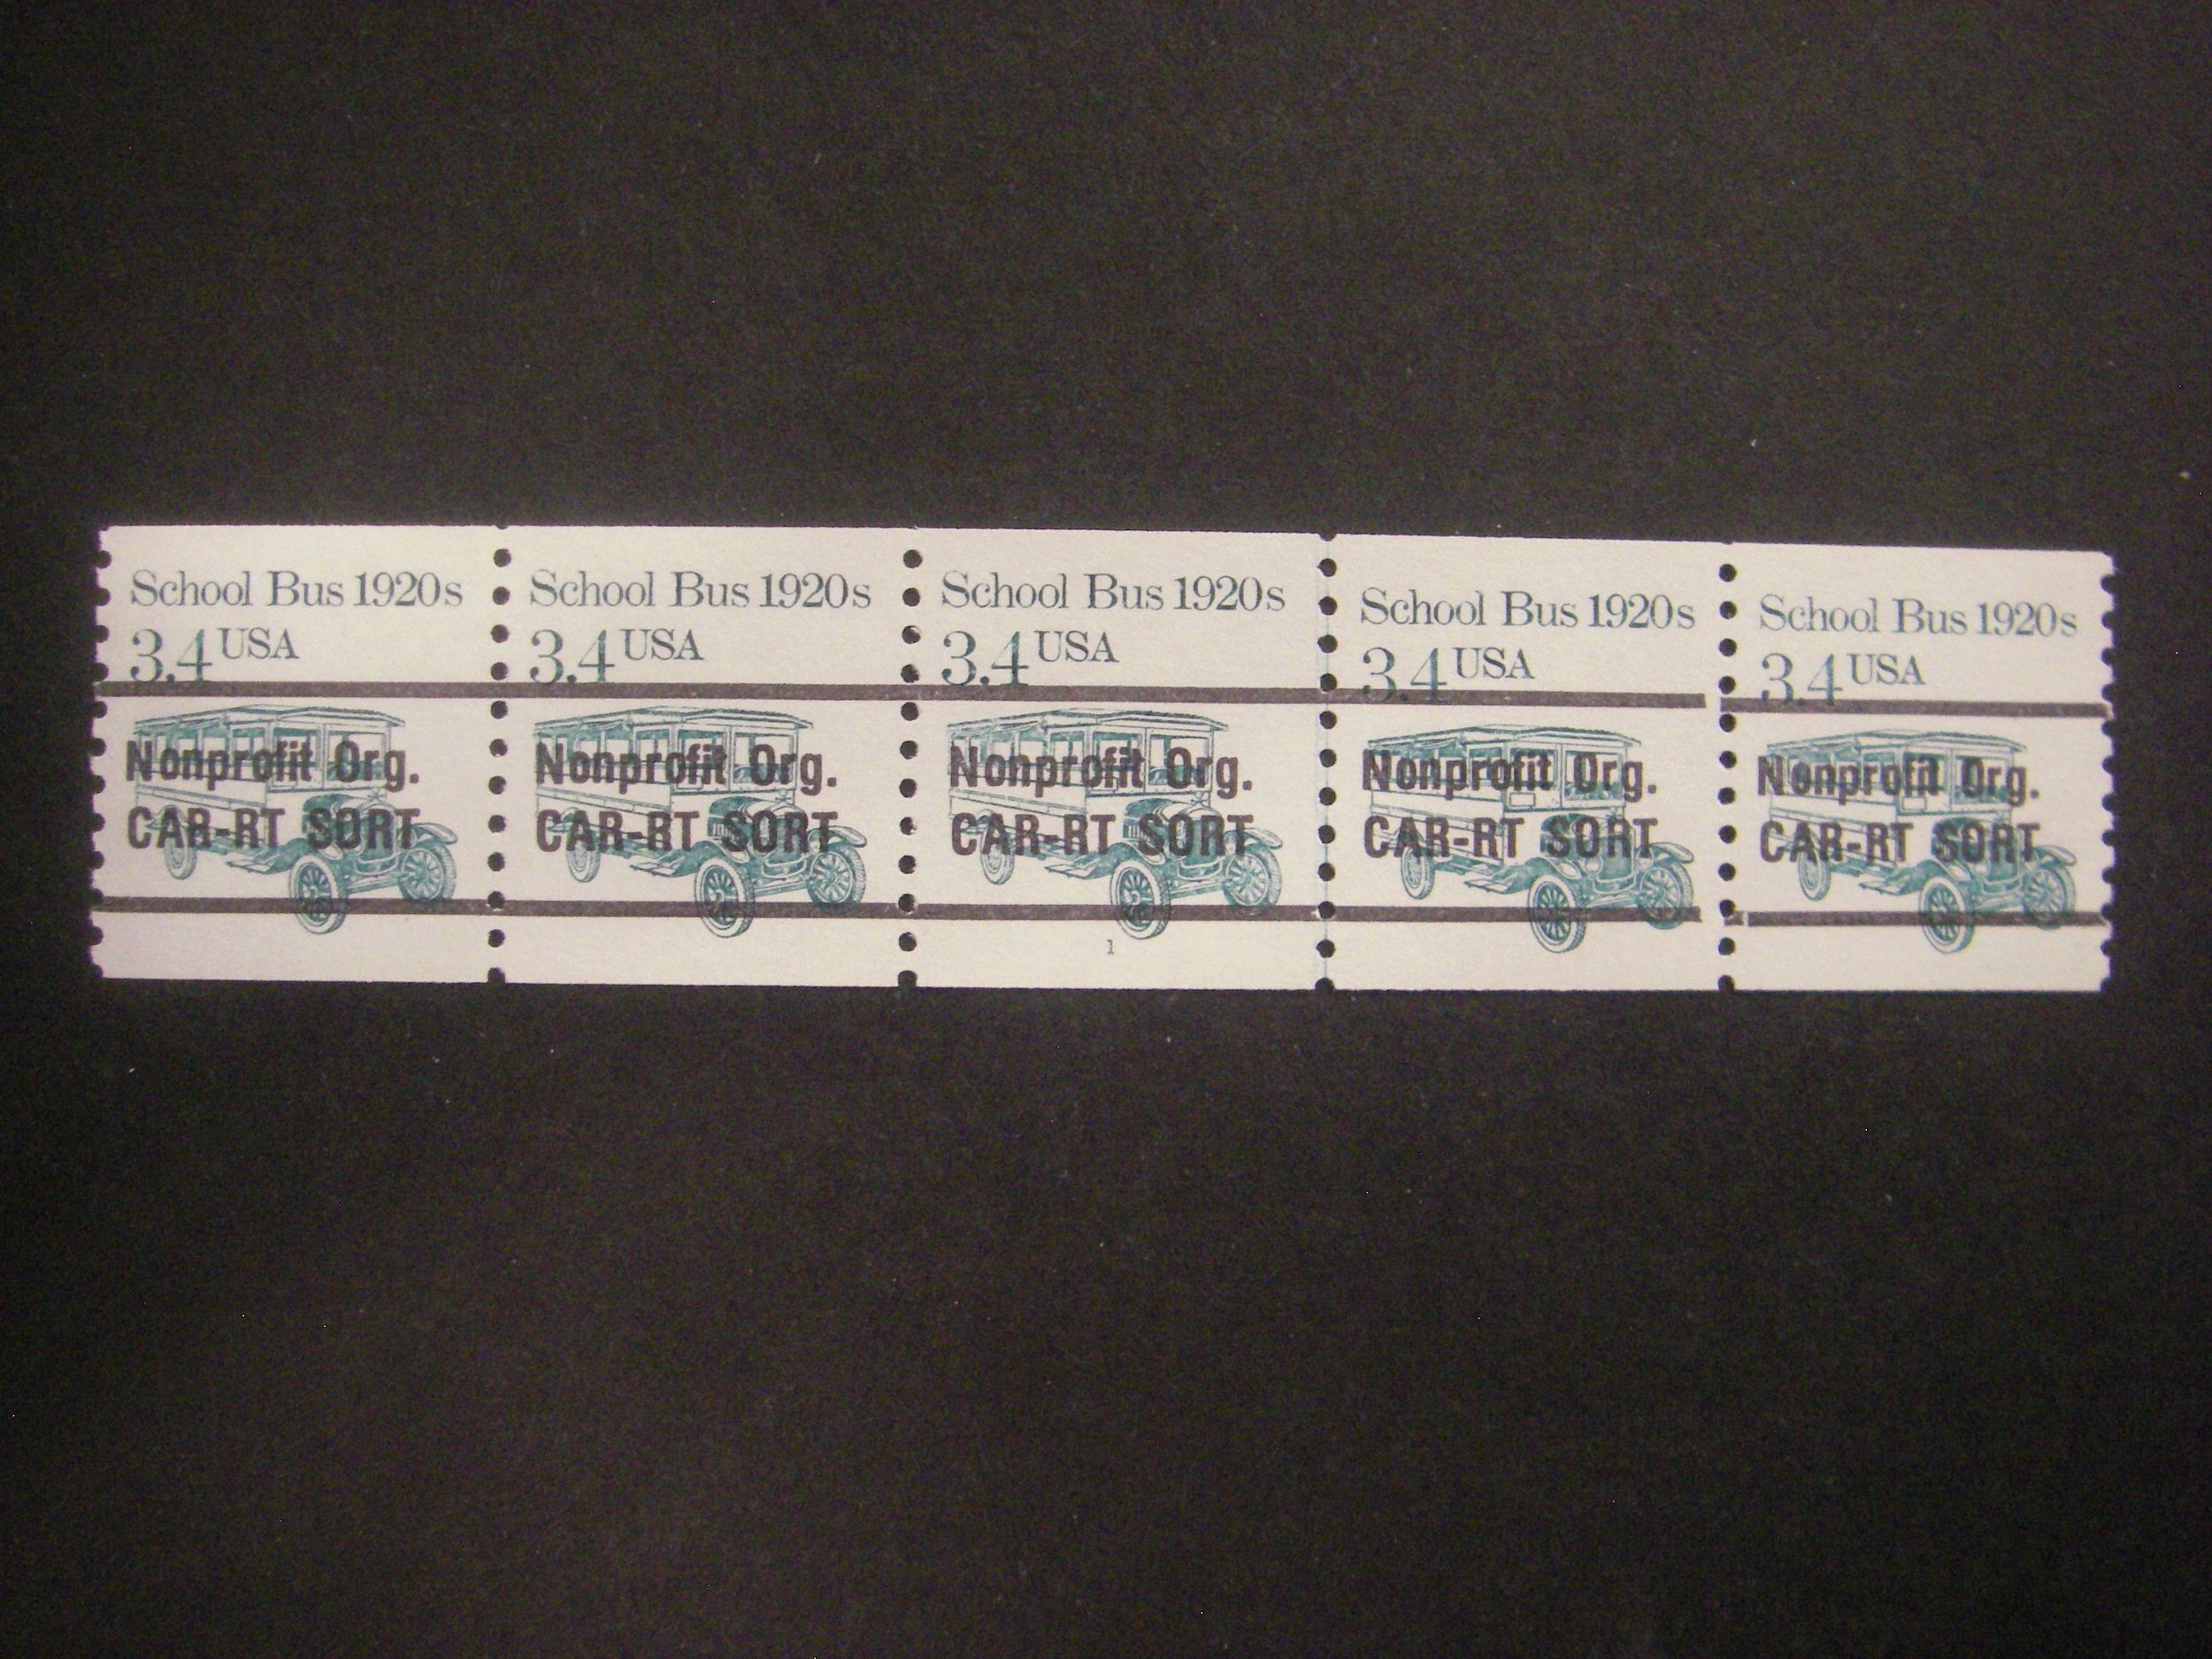 School Bus 1920s School Bus 1920s School Bus 1920s School Bus 1920s School Bus 1920s
3.4 USA 3.4 USA 3.4 USA 3.4 USA 3.4 USA
Nonprofit Org. Nonprofit Org. Nonprofit Org. Nonprofit Org. Nonprofit Org.
CAR-RT SORT CAR-RT SORT CAR-RT SORT CAR-RT SORT CAR-RT SORT
1